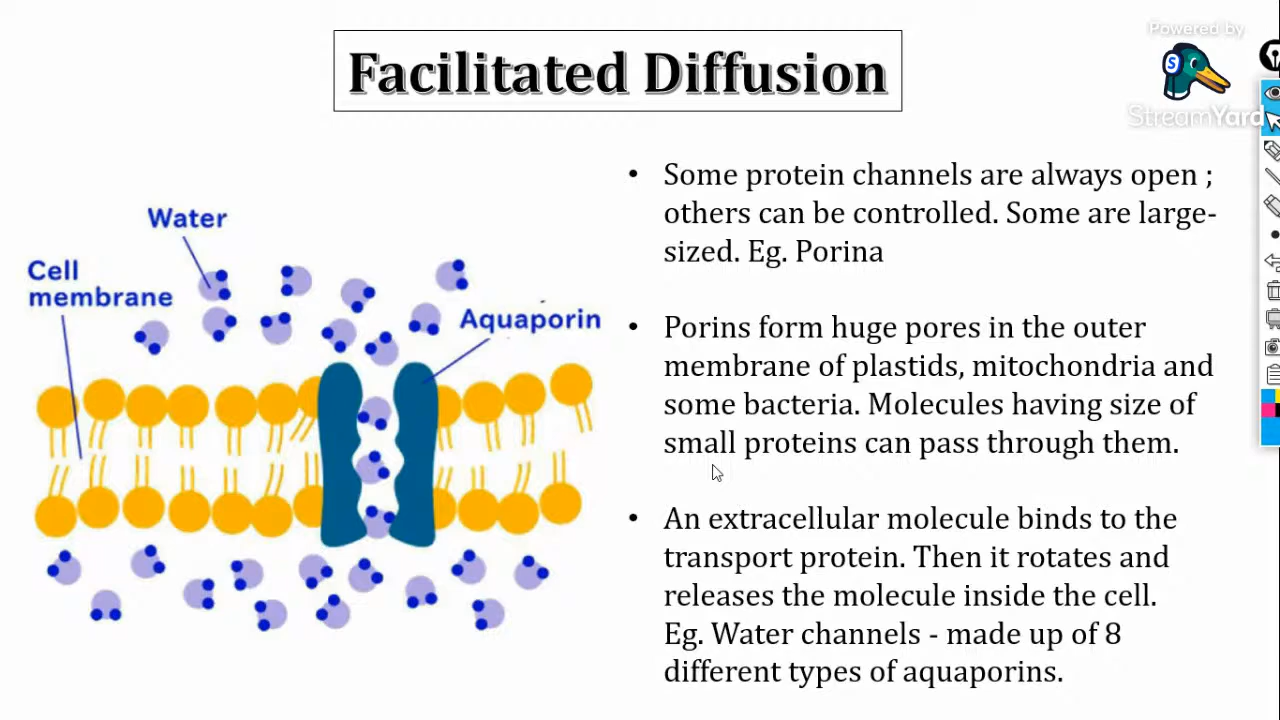 Powered by
StreamYard
Facilitated Diffusion
Water
Cell
membrane
Aquaporin
• Some protein channels are always open ;
others can be controlled. Some are large-
sized. Eg. Porina
• Porins form huge pores in the outer
membrane of plastids, mitochondria and
some bacteria. Molecules having size of
small proteins can pass through them.
• An extracellular molecule binds to the
transport protein. Then it rotates and
releases the molecule inside the cell.
Eg. Water channels - made up of 8
different types of aquaporins.